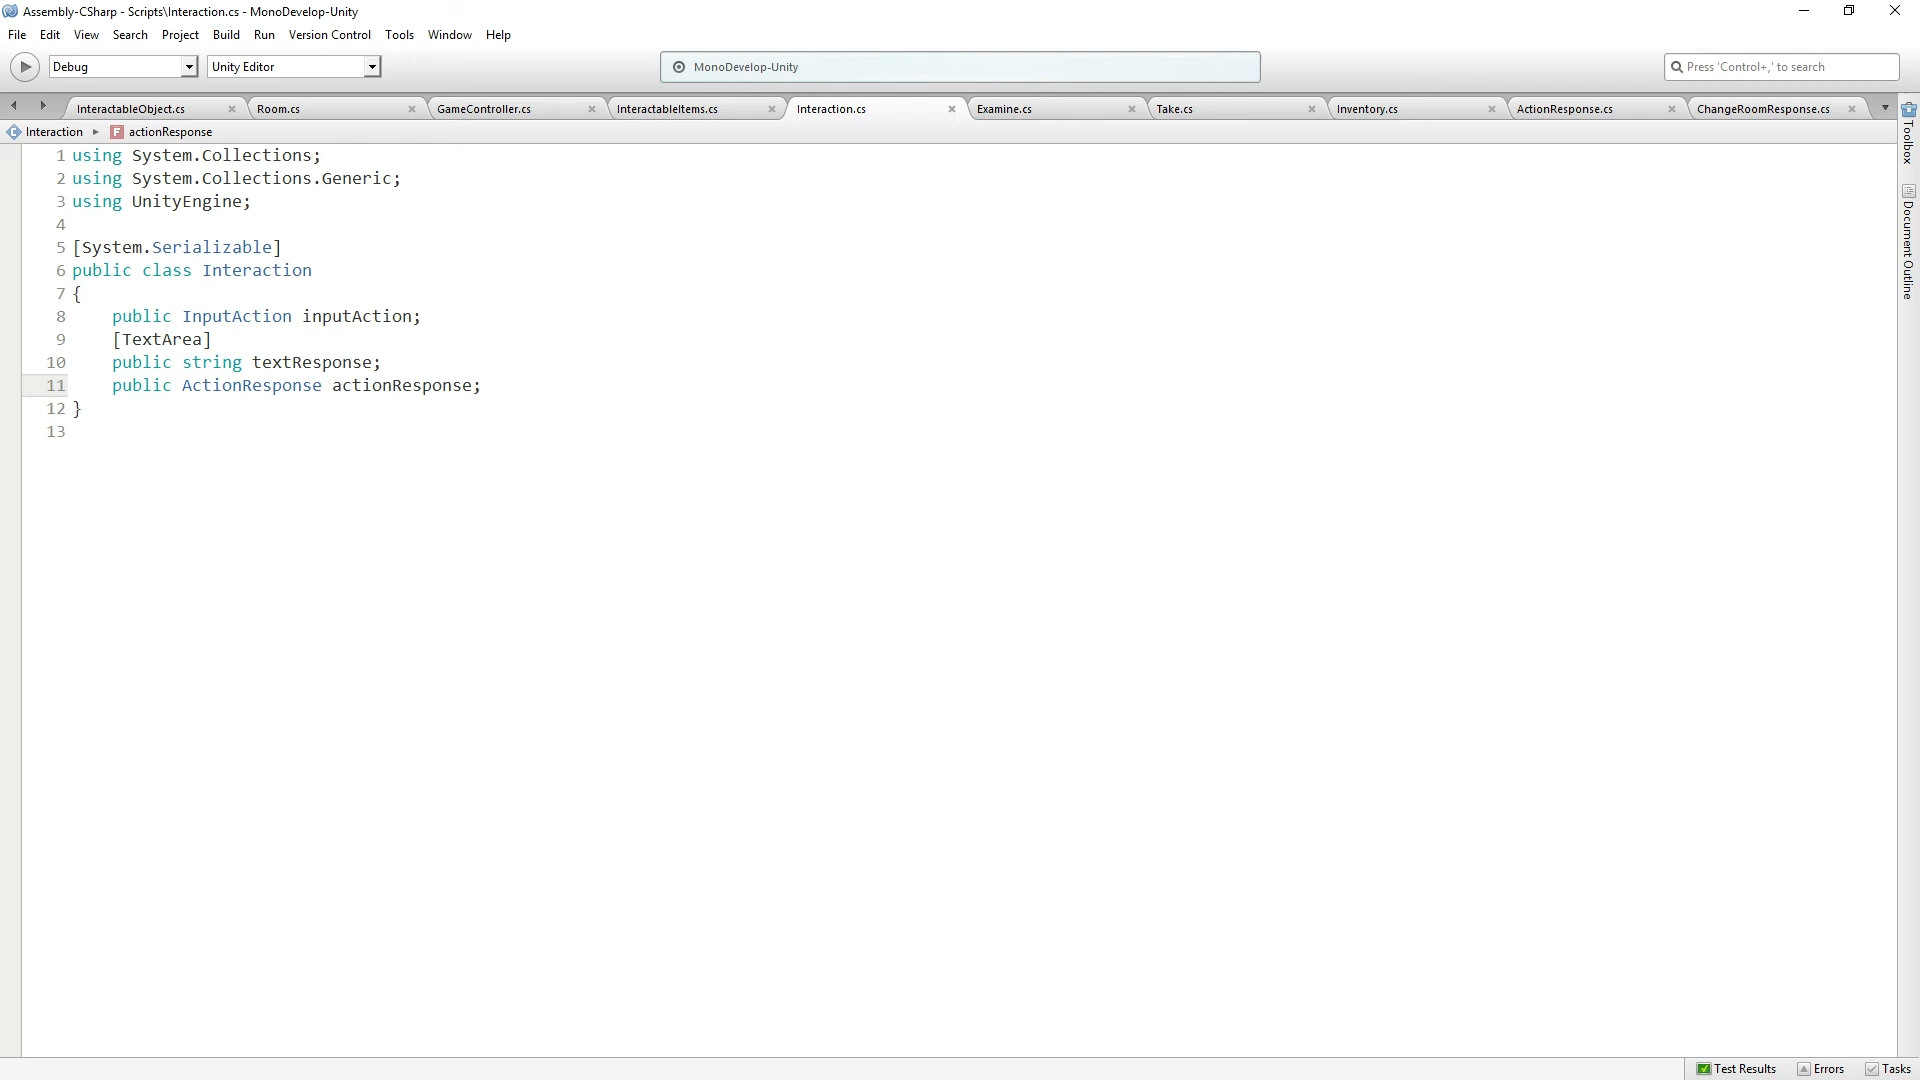 Assembly-CSharp - Scripts\Interaction.cs - MonoDevelop-Unity
File Edit View Search Project Build Run Version Control Tools Window Help
Debug Unity Editor MonoDevelop-Unity Press 'Control+,' to search
InteractableObject.cs Room.cs GameController.cs InteractableItems.cs Interaction.cs Examine.cs Take.cs Inventory.cs ActionResponse.cs ChangeRoomResponse.cs
Interaction F actionResponse
1 using System.Collections;
2 using System.Collections.Generic;
3 using UnityEngine;
4
5 [System.Serializable]
6 public class Interaction
7 {
8 public InputAction inputAction;
9 [TextArea]
10 public string textResponse;
11 public ActionResponse actionResponse;
12 }
13
Toolbox
Document Outline
Test Results Errors Tasks